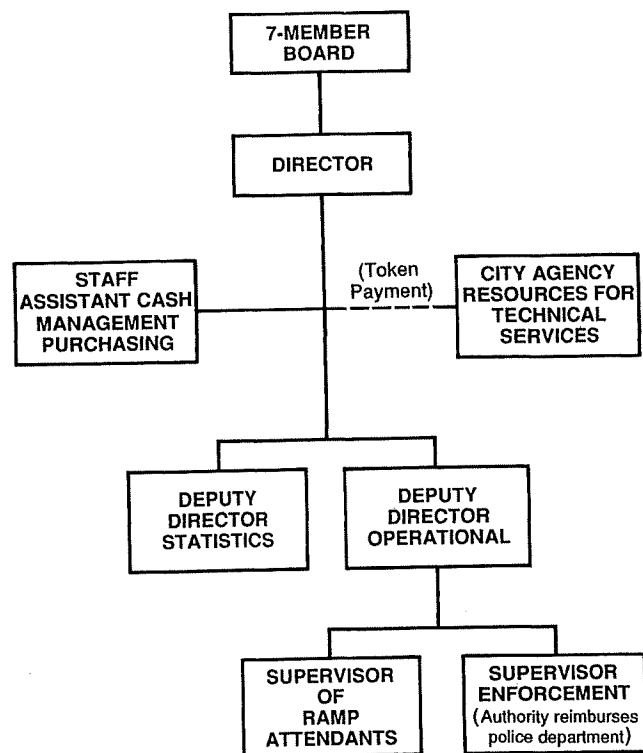 7-MEMBER
BOARD
DIRECTOR
STAFF
ASSISTANT CASH
MANAGEMENT
PURCHASING
(Token
Payment)
CITY AGENCY
RESOURCES FOR
TECHNICAL
SERVICES
DEPUTY
DIRECTOR
STATISTICS
DEPUTY
DIRECTOR
OPERATIONAL
SUPERVISOR
OF
RAMP
ATTENDANTS
SUPERVISOR
ENFORCEMENT
(Authority reimburses
police department)